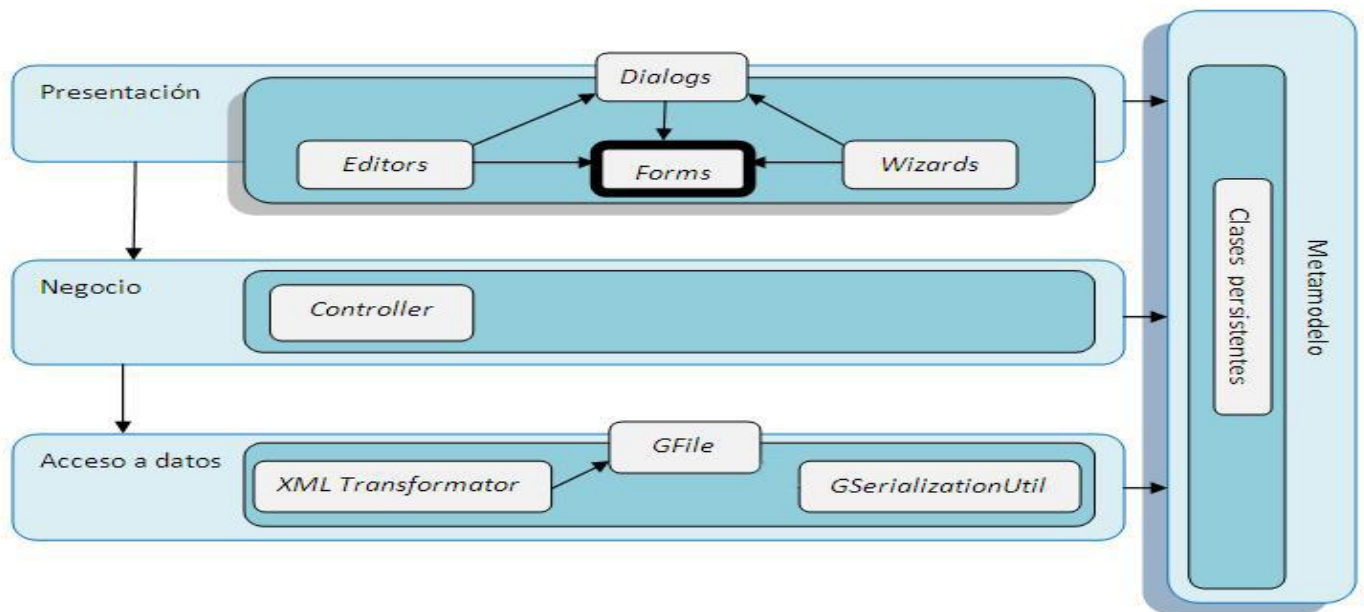 Presentación
Dialogs
Editors
Forms
Wizards
Negocio
Controller
Acceso a datos
XML Transformator
GFile
GSerializationUtil
Clases persistentes
Metamodelo